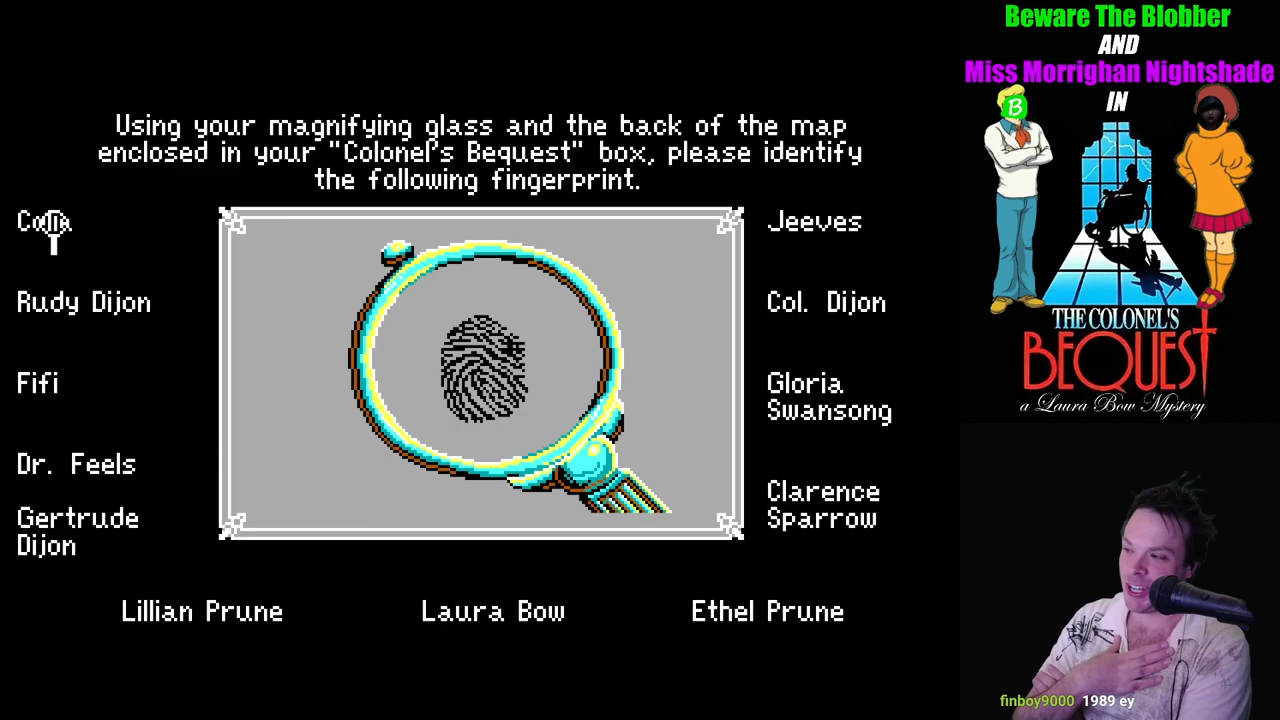 Using your magnifying glass and the back of the map
enclosed in your "Colonel's Bequest" box, please identify
the following fingerprint.
Rudy Dijon
Fifi
Dr. Feels
Gertrude
Dijon
Jeeves
Col. Dijon
Gloria
Swansong
Clarence
Sparrow
Lillian Prune
Laura Bow
Ethel Prune
Beware The Blobber
AND
Miss Morrighan Nightshade
IN
B
THE COLONEL'S
BEQUEST
a Laura Bow Mystery
finboy9000 1989 ey